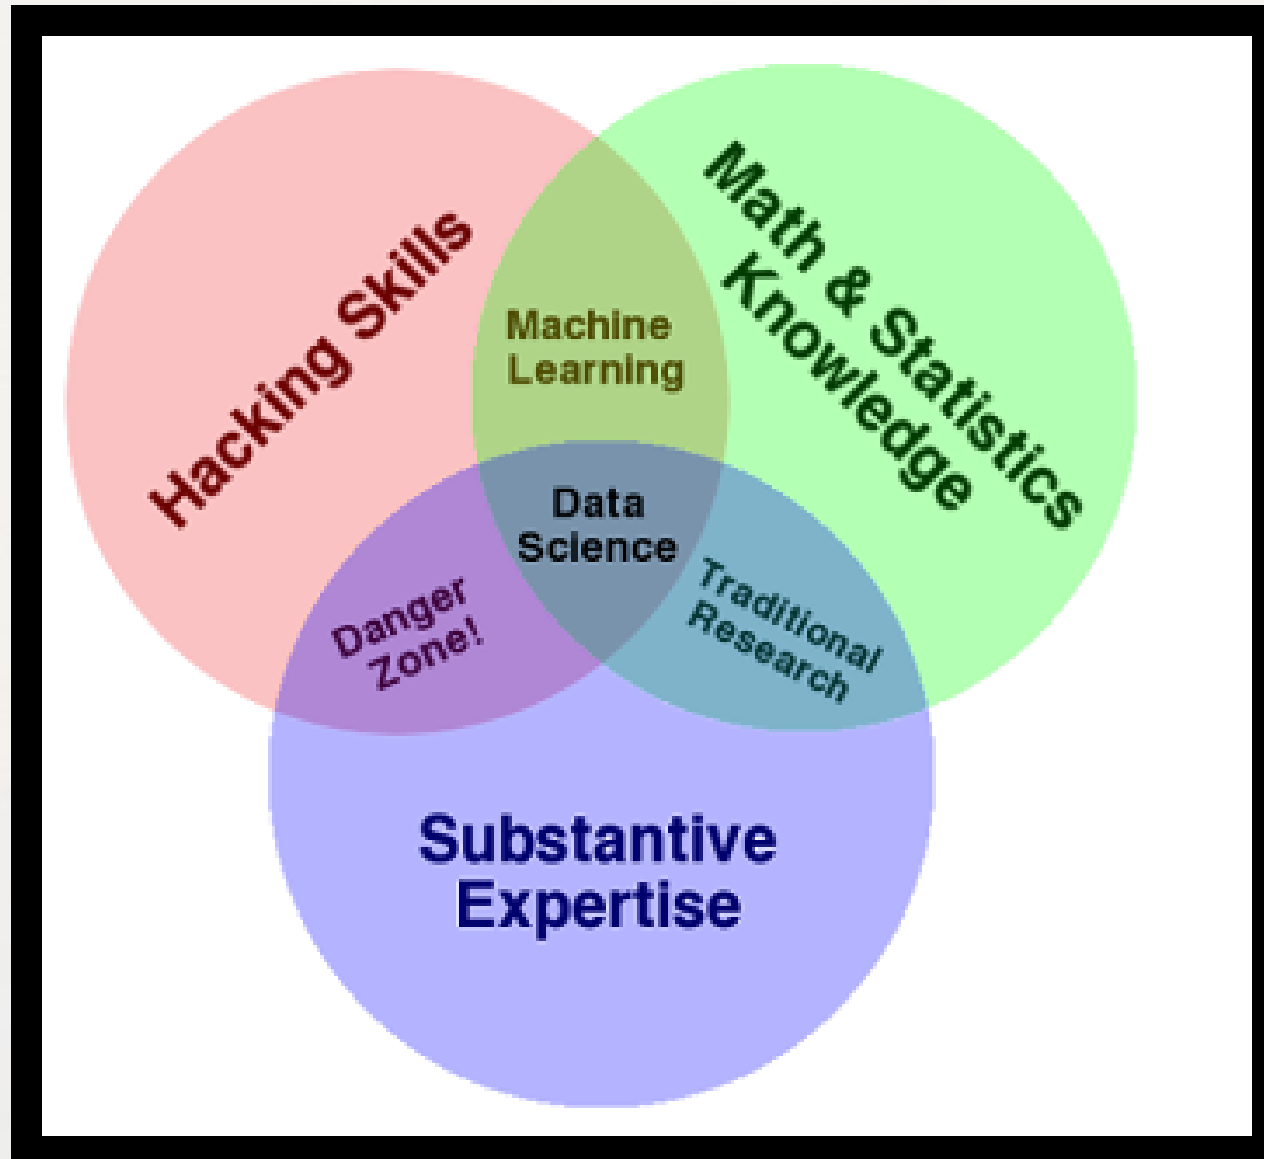 Hacking Skills
Math & Statistics
Knowledge
Machine
Learning
Data
Science
Danger
Zone!
Traditional
Research
Substantive
Expertise